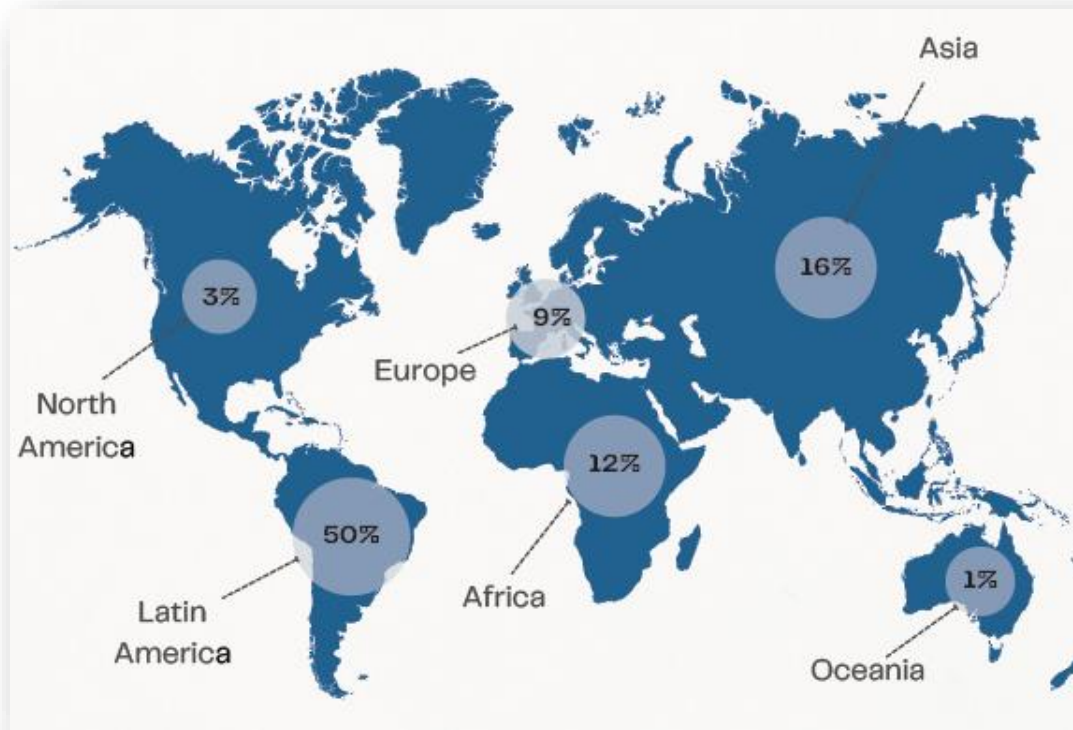 Asia
16%
3%
9%
Europe
North
America
12%
50%
Africa
1%
Latin
America
Oceania